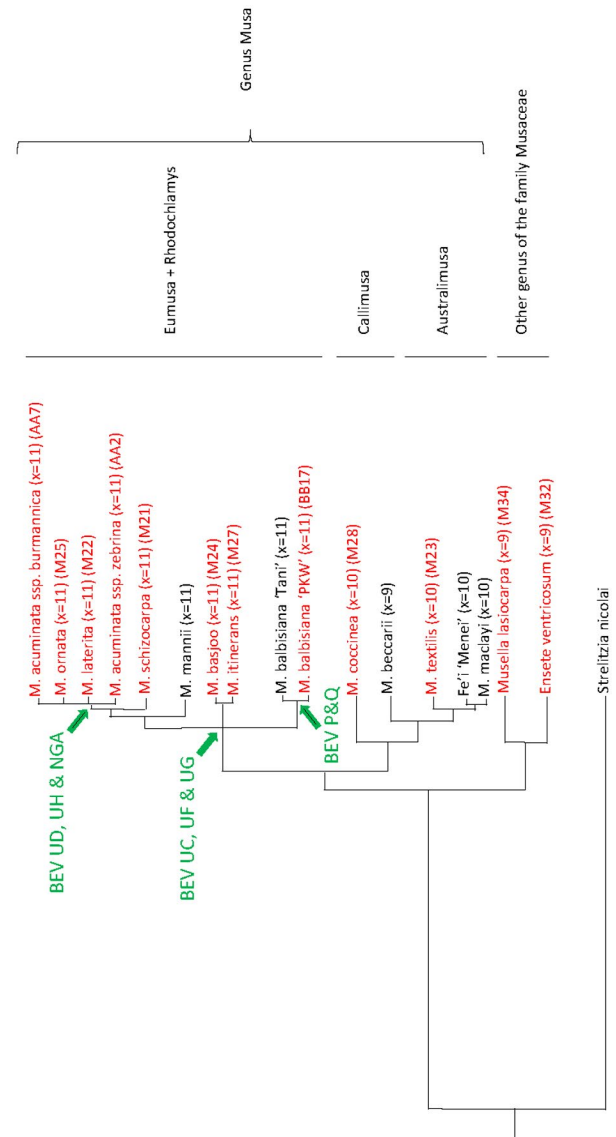 M. acuminata ssp. burmannica (x=11) (AA7)
M. ornata (x=11) (M25)
M. laterita (x=11) (M22)
M. acuminata ssp. zebrina (x=11) (AA2)
M. schizocarpa (x=11) (M21)
M. mannii (x=11)
M. basjoo (x=11) (M24)
M. itinerans (x=11) (M27)
M. balbisiana 'Tani' (x=11)
M. balbisiana 'PKW' (x=11) (BB17)
M. coccinea (x=10) (M28)
M. beccarii (x=9)
M. textilis (x=10) (M23)
Fe'i 'Menei' (x=10)
M. maclayi (x=10)
Musella lasiocarpa (x=9) (M34)
Ensete ventricosum (x=9) (M32)
Strelitzia nicolai
BEV UD, UH & NGA
BEV UC, UF & UG
BEV P&Q
Eumusa + Rhodochlamys
Callimusa
Australimusa
Other genus of the family Musaceae
Genus Musa